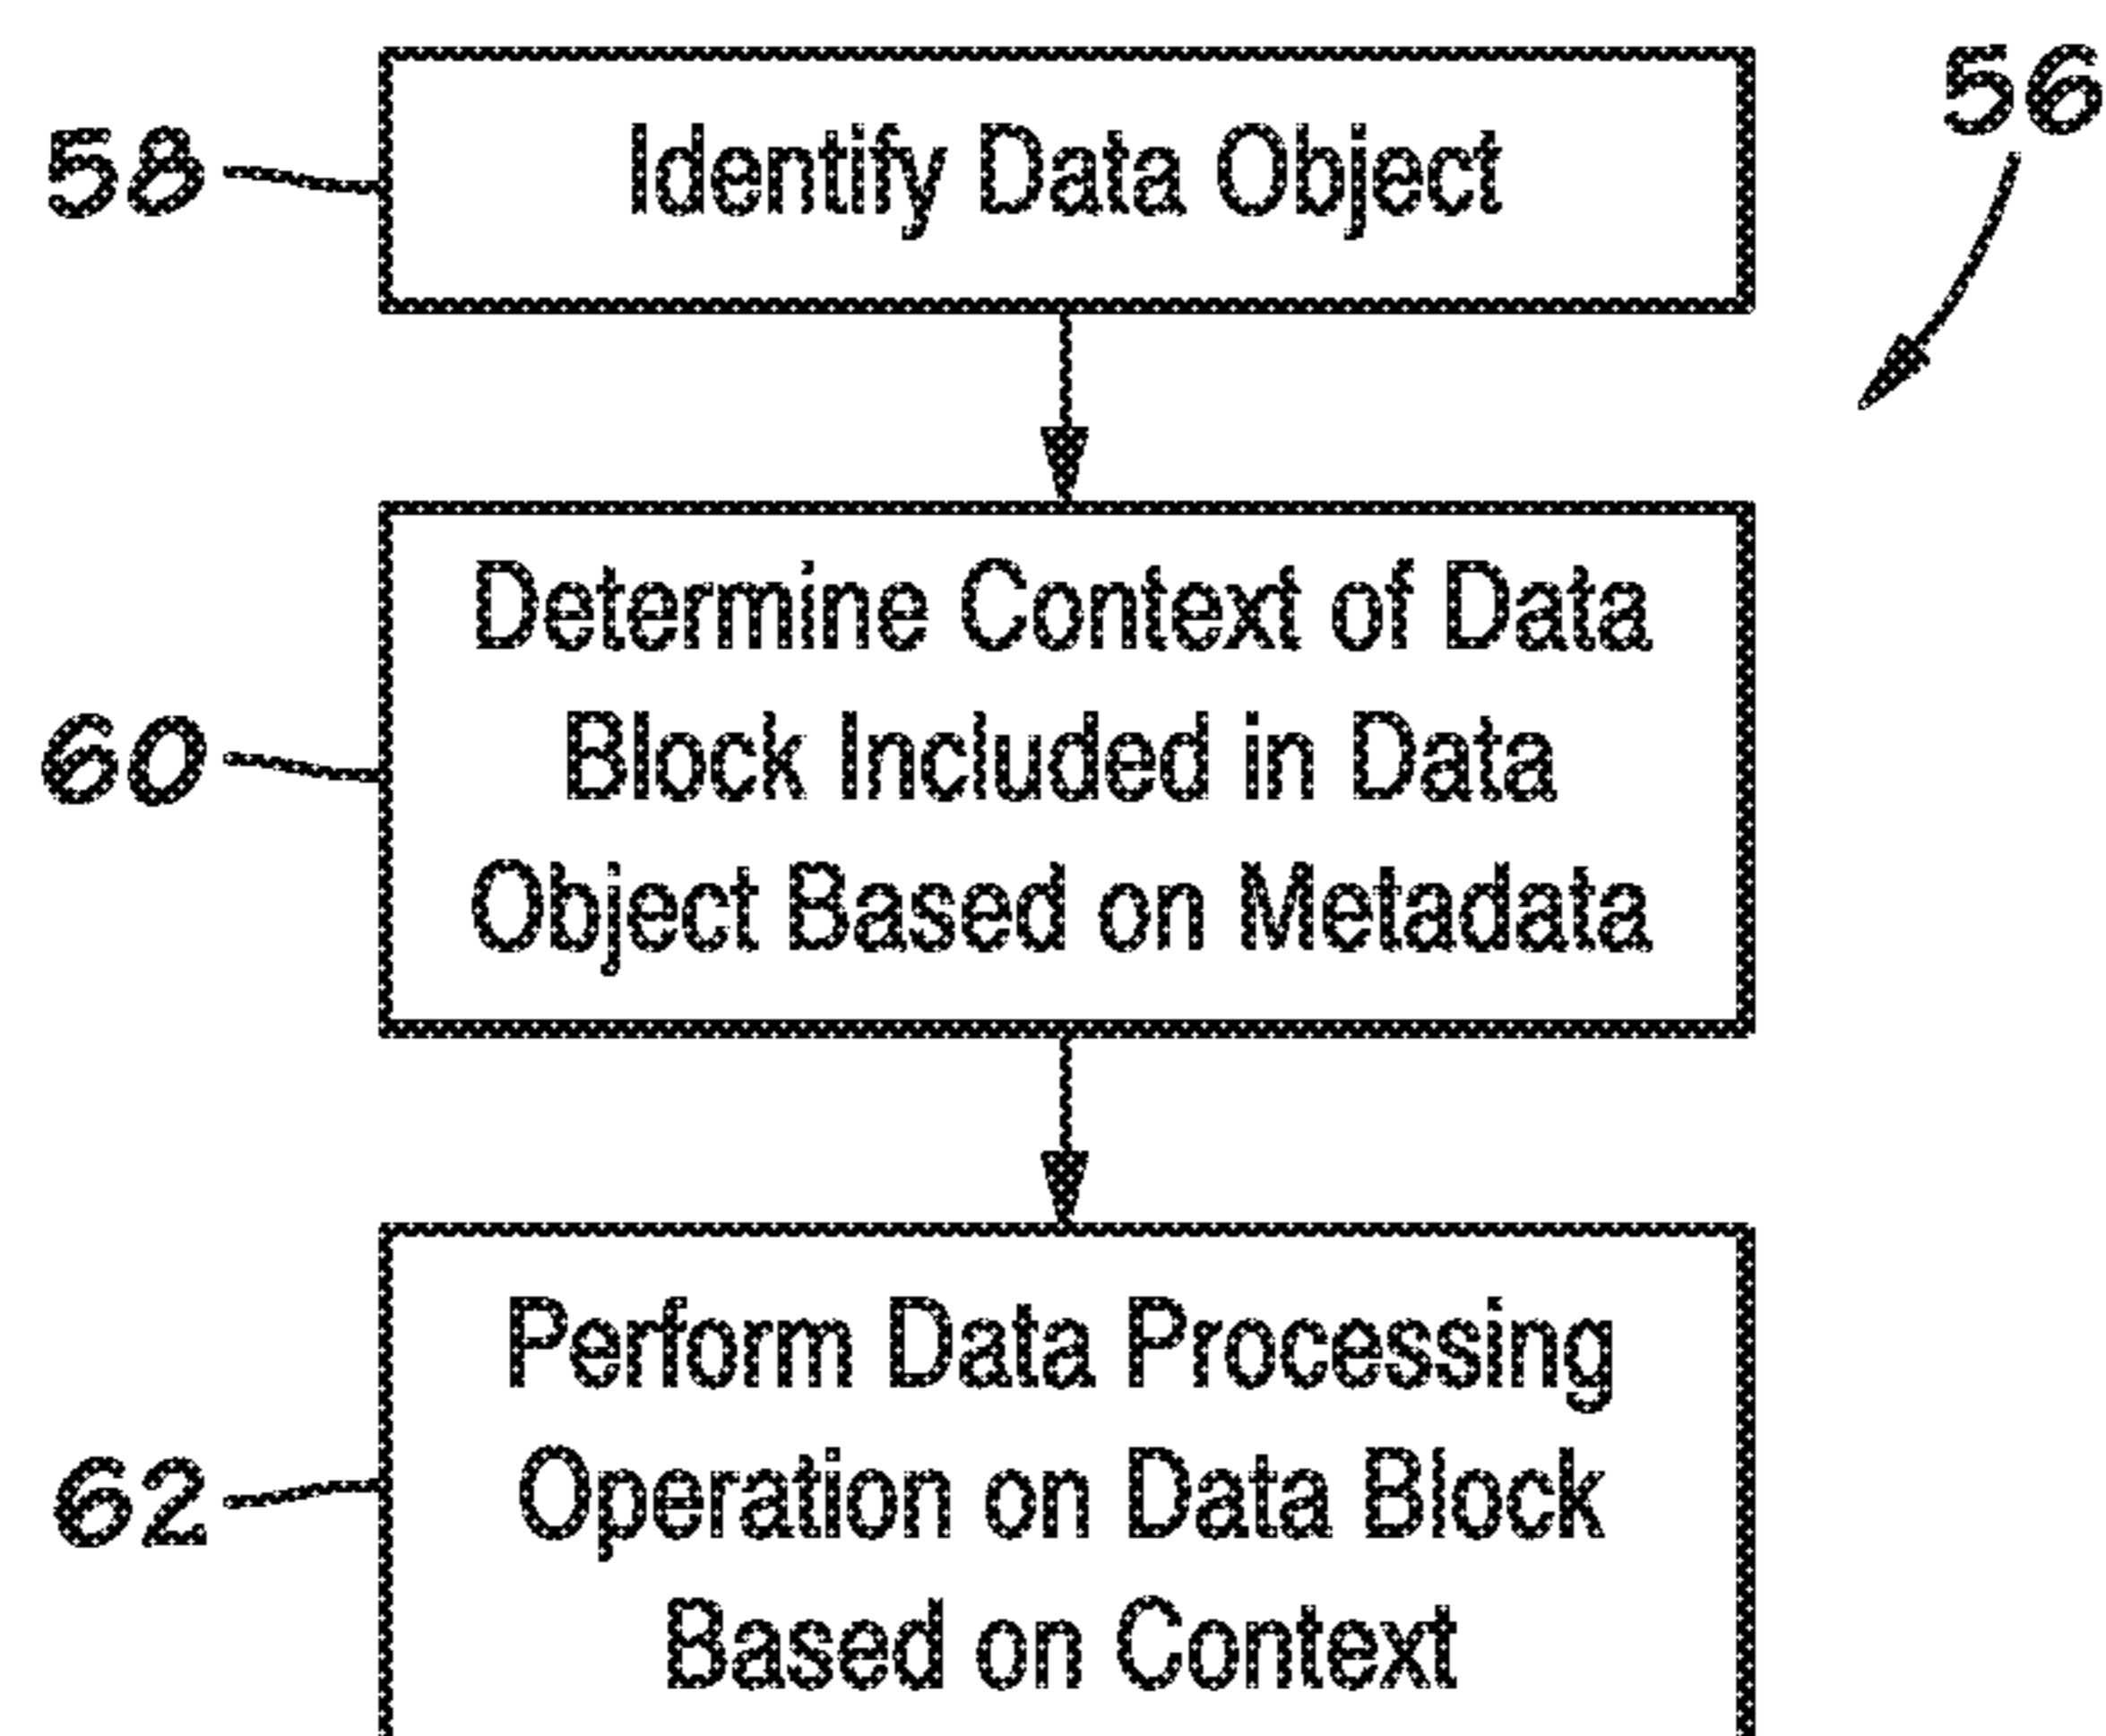 56
58
Identify Data Object
60
Determine Context of Data
Block Included in Data
Object Based on Metadata
62
Perform Data Processing
Operation on Data Block
Based on Context